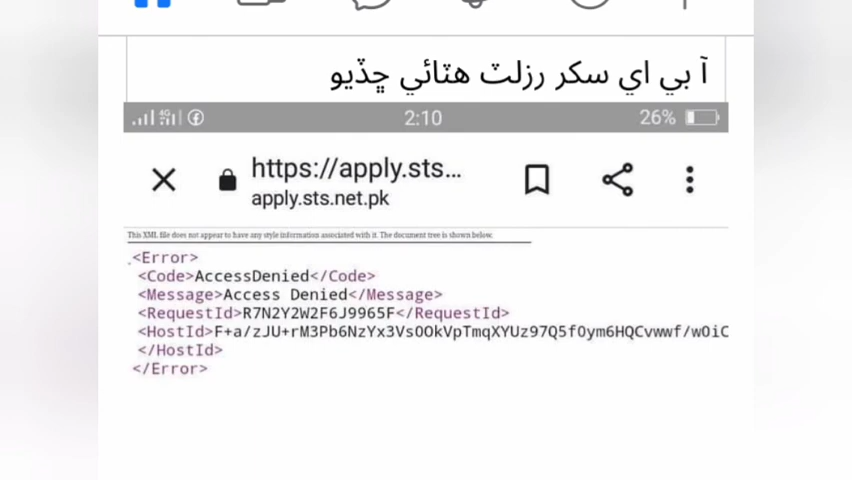 آ بي اي سکر رزلٽ هٽائي ڇڏيو
4G 2:10 26%
https://apply.sts...
apply.sts.net.pk
This XML file does not appear to have any style information associated with it. The document tree is shown below.
<Error>
<Code>AccessDenied</Code>
<Message>Access Denied</Message>
<RequestId>R7N2Y2W2F6J9965F</RequestId>
<HostId>F+a/zJU+rM3Pb6NzYx3VsOOkVpTmqXYUz97Q5f0ym6HQCvwwf/w0iC
</HostId>
</Error>